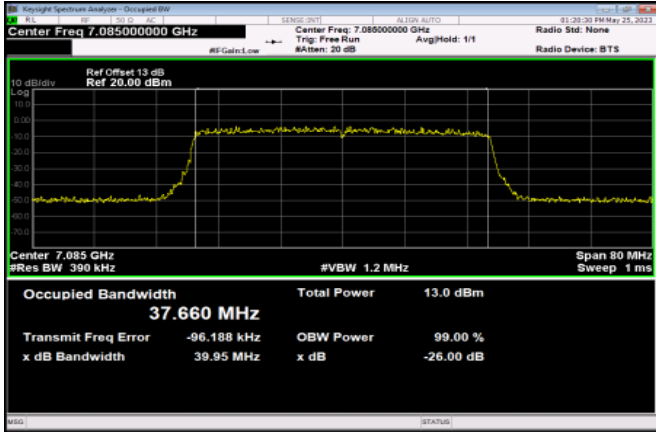 Keysight Spectrum Analyzer - Occupied BW
RL RF 50 Ω AC SENSE:INT ALIGN AUTO 01:20:30 PM May 25, 2023
Center Freq 7.085000000 GHz Center Freq: 7.085000000 GHz Radio Std: None
Trig: Free Run Avg|Hold: 1/1
#IFGain:Low #Atten: 20 dB Radio Device: BTS
Ref Offset 13 dB
10 dB/div Ref 20.00 dBm
Log
10.0
0.00
-10.0
-20.0
-30.0
-40.0
-50.0
-60.0
-70.0
Center 7.085 GHz Span 80 MHz
#Res BW 390 kHz #VBW 1.2 MHz Sweep 1 ms
Occupied Bandwidth Total Power 13.0 dBm
37.660 MHz
Transmit Freq Error -96.188 kHz OBW Power 99.00 %
x dB Bandwidth 39.95 MHz x dB -26.00 dB
MSG STATUS